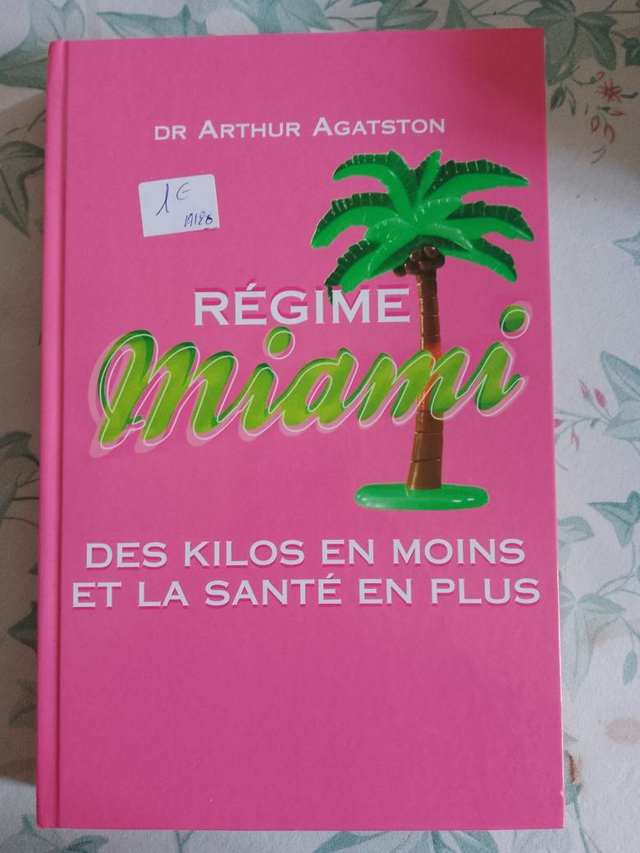 DR ARTHUR AGATSTON
1€
RÉGIME
Miami
DES KILOS EN MOINS
ET LA SANTÉ EN PLUS